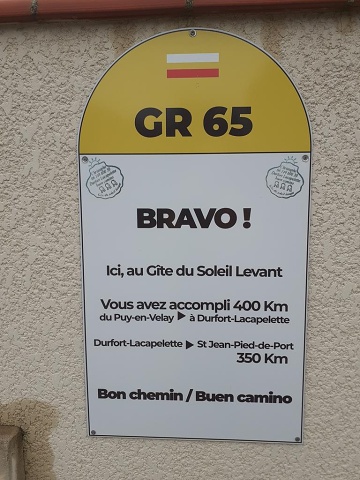 GR 65
BRAVO !
Ici, au Gîte du Soleil Levant
Vous avez accompli 400 Km
du Puy-en-Velay ▶ à Durfort-Lacapelette
Durfort-Lacapelette ▶ St Jean-Pied-de-Port
350 Km
Bon chemin / Buen camino